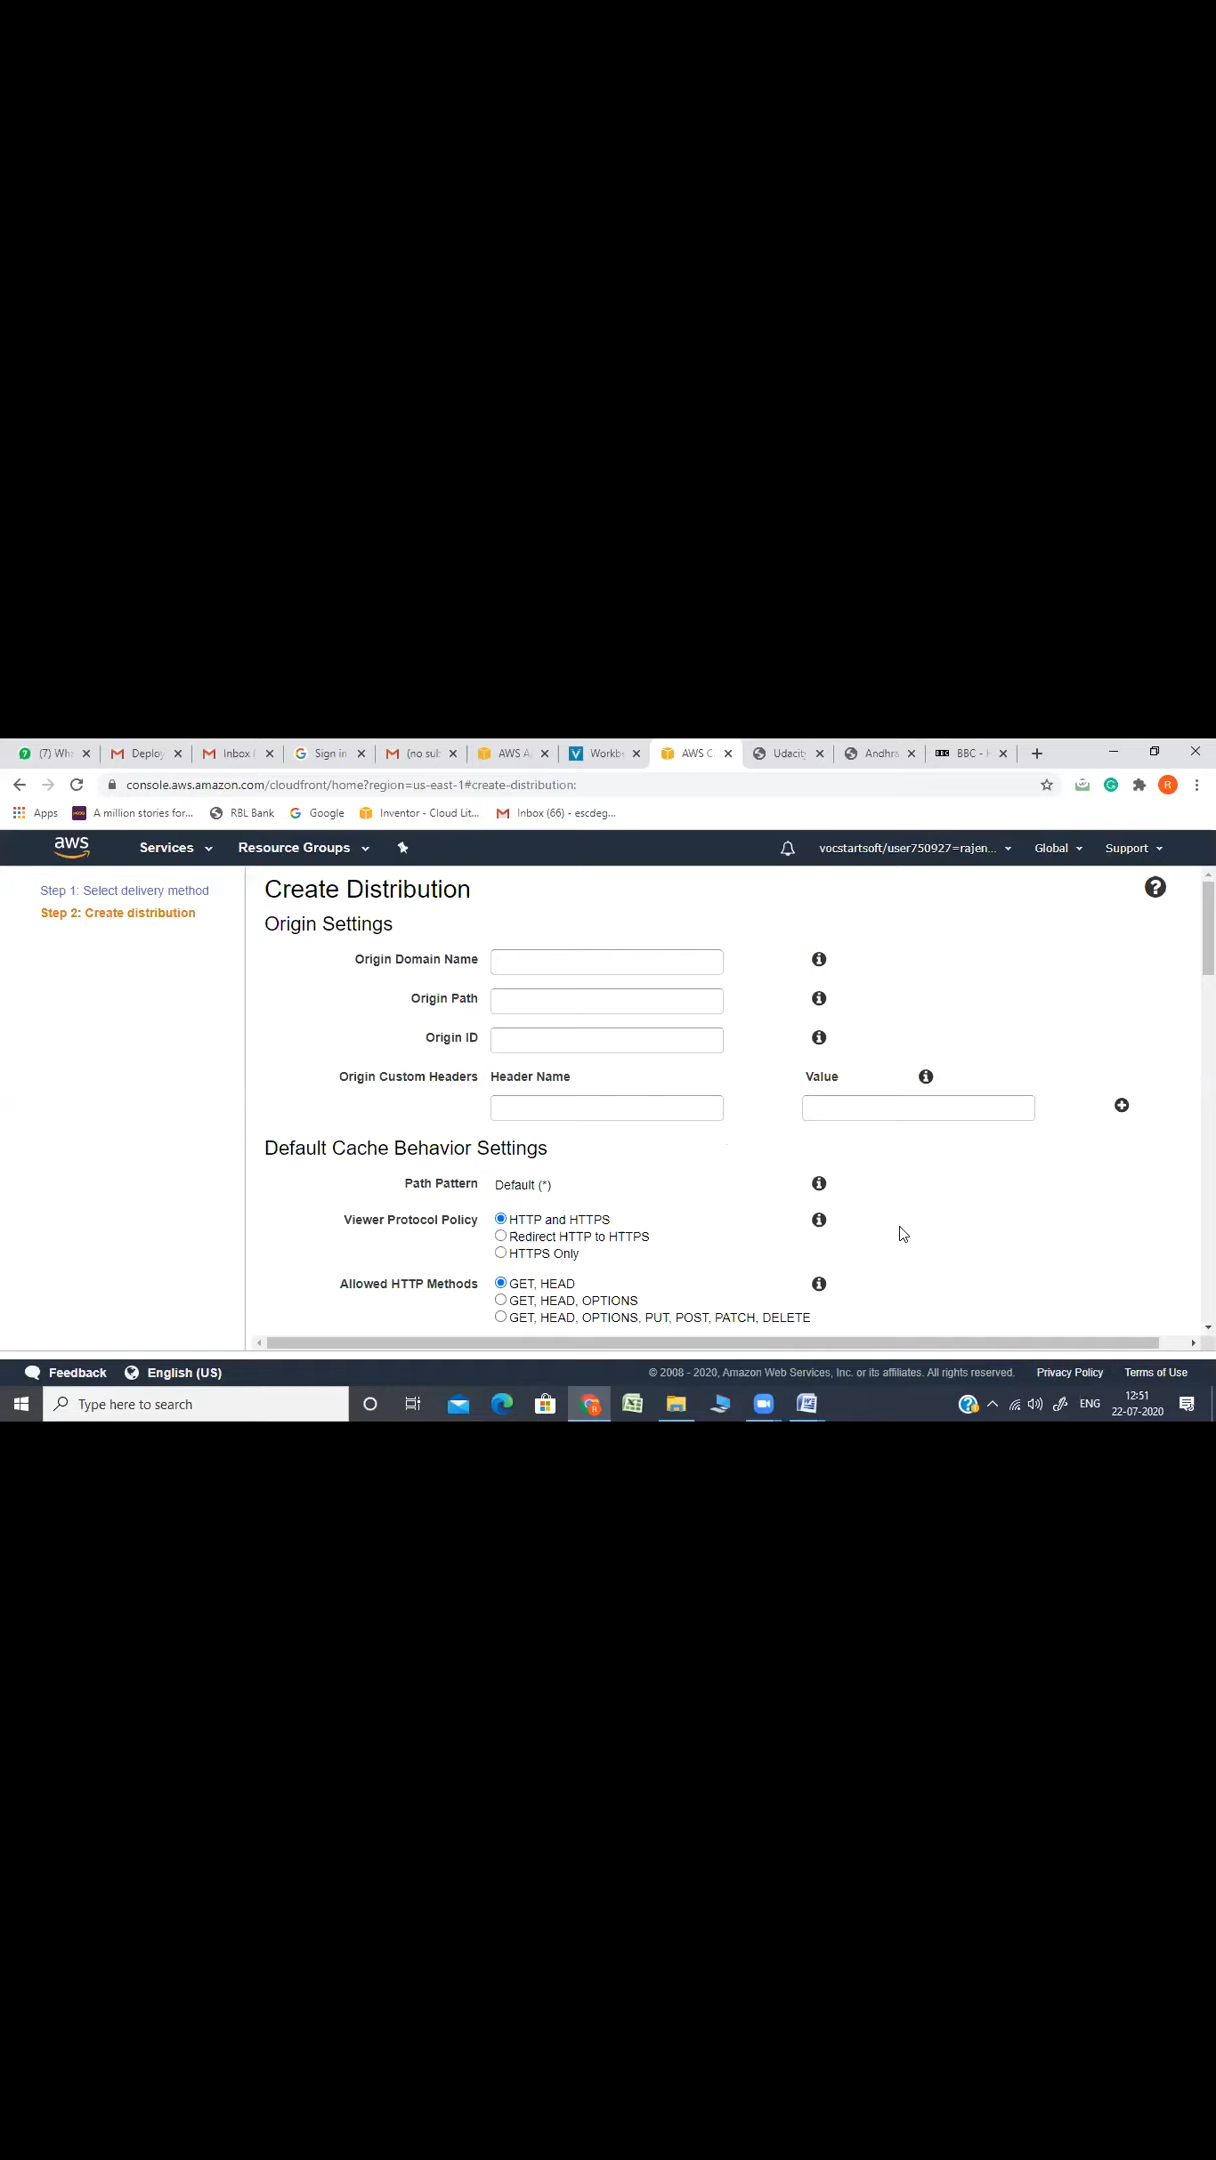 (7) Wh
Deploy
Inbox (
Sign in
(no sub
AWS A
Workb
AWS C
Udacity
Andhra
BBC - H
console.aws.amazon.com/cloudfront/home?region=us-east-1#create-distribution:
R
Apps
A million stories for...
RBL Bank
Google
Inventor - Cloud Lit...
Inbox (66) - escdeg...
aws
Services
Resource Groups
vocstartsoft/user750927=rajen...
Global
Support
Step 1: Select delivery method
Step 2: Create distribution
Create Distribution
Origin Settings
Origin Domain Name
Origin Path
Origin ID
Origin Custom Headers
Header Name
Value
Default Cache Behavior Settings
Path Pattern
Default (*)
Viewer Protocol Policy
HTTP and HTTPS
Redirect HTTP to HTTPS
HTTPS Only
Allowed HTTP Methods
GET, HEAD
GET, HEAD, OPTIONS
GET, HEAD, OPTIONS, PUT, POST, PATCH, DELETE
Feedback
English (US)
© 2008 - 2020, Amazon Web Services, Inc. or its affiliates. All rights reserved.
Privacy Policy
Terms of Use
Type here to search
ENG
12:51
22-07-2020